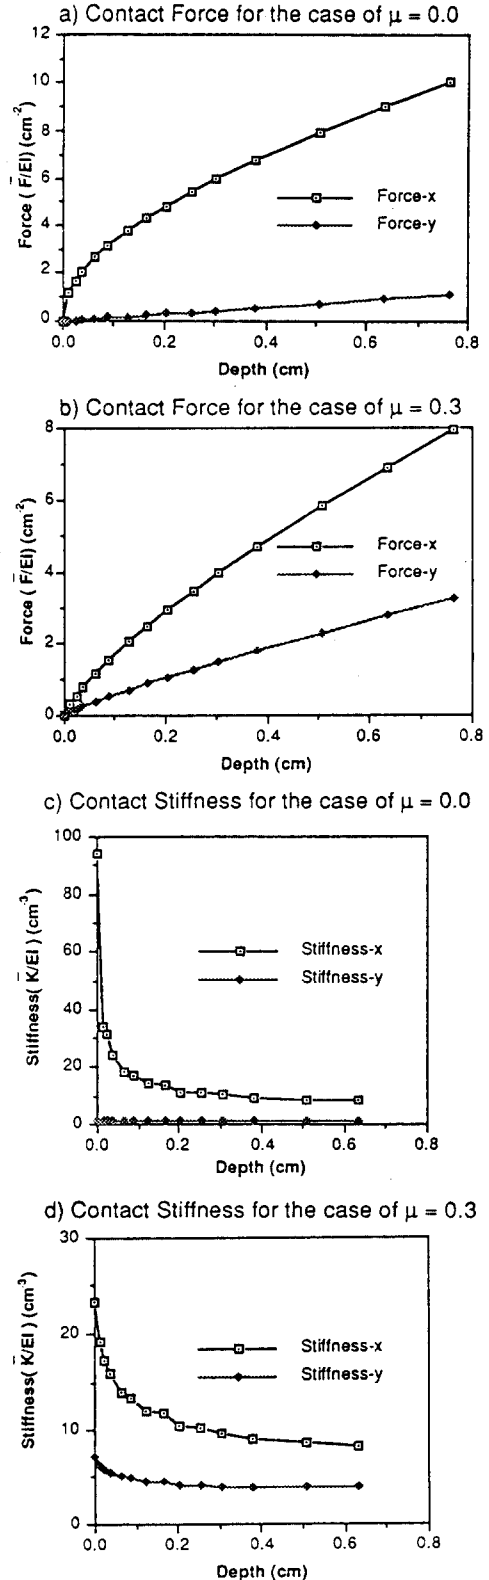 a) Contact Force for the case of μ = 0.0
12
10
8
6
4
2
0
Force ( F̄/EI) (cm⁻²)
Force-x
Force-y
0.0 0.2 0.4 0.6 0.8
Depth (cm)
b) Contact Force for the case of μ = 0.3
8
6
4
2
0
Force ( F̄/EI) (cm⁻²)
Force-x
Force-y
0.0 0.2 0.4 0.6 0.8
Depth (cm)
c) Contact Stiffness for the case of μ = 0.0
100
80
60
40
20
0
Stiffness( K̄/EI ) (cm⁻³)
Stiffness-x
Stiffness-y
0.0 0.2 0.4 0.6 0.8
Depth (cm)
d) Contact Stiffness for the case of μ = 0.3
30
20
10
0
Stiffness( K̄/EI ) (cm⁻³)
Stiffness-x
Stiffness-y
0.0 0.2 0.4 0.6 0.8
Depth (cm)